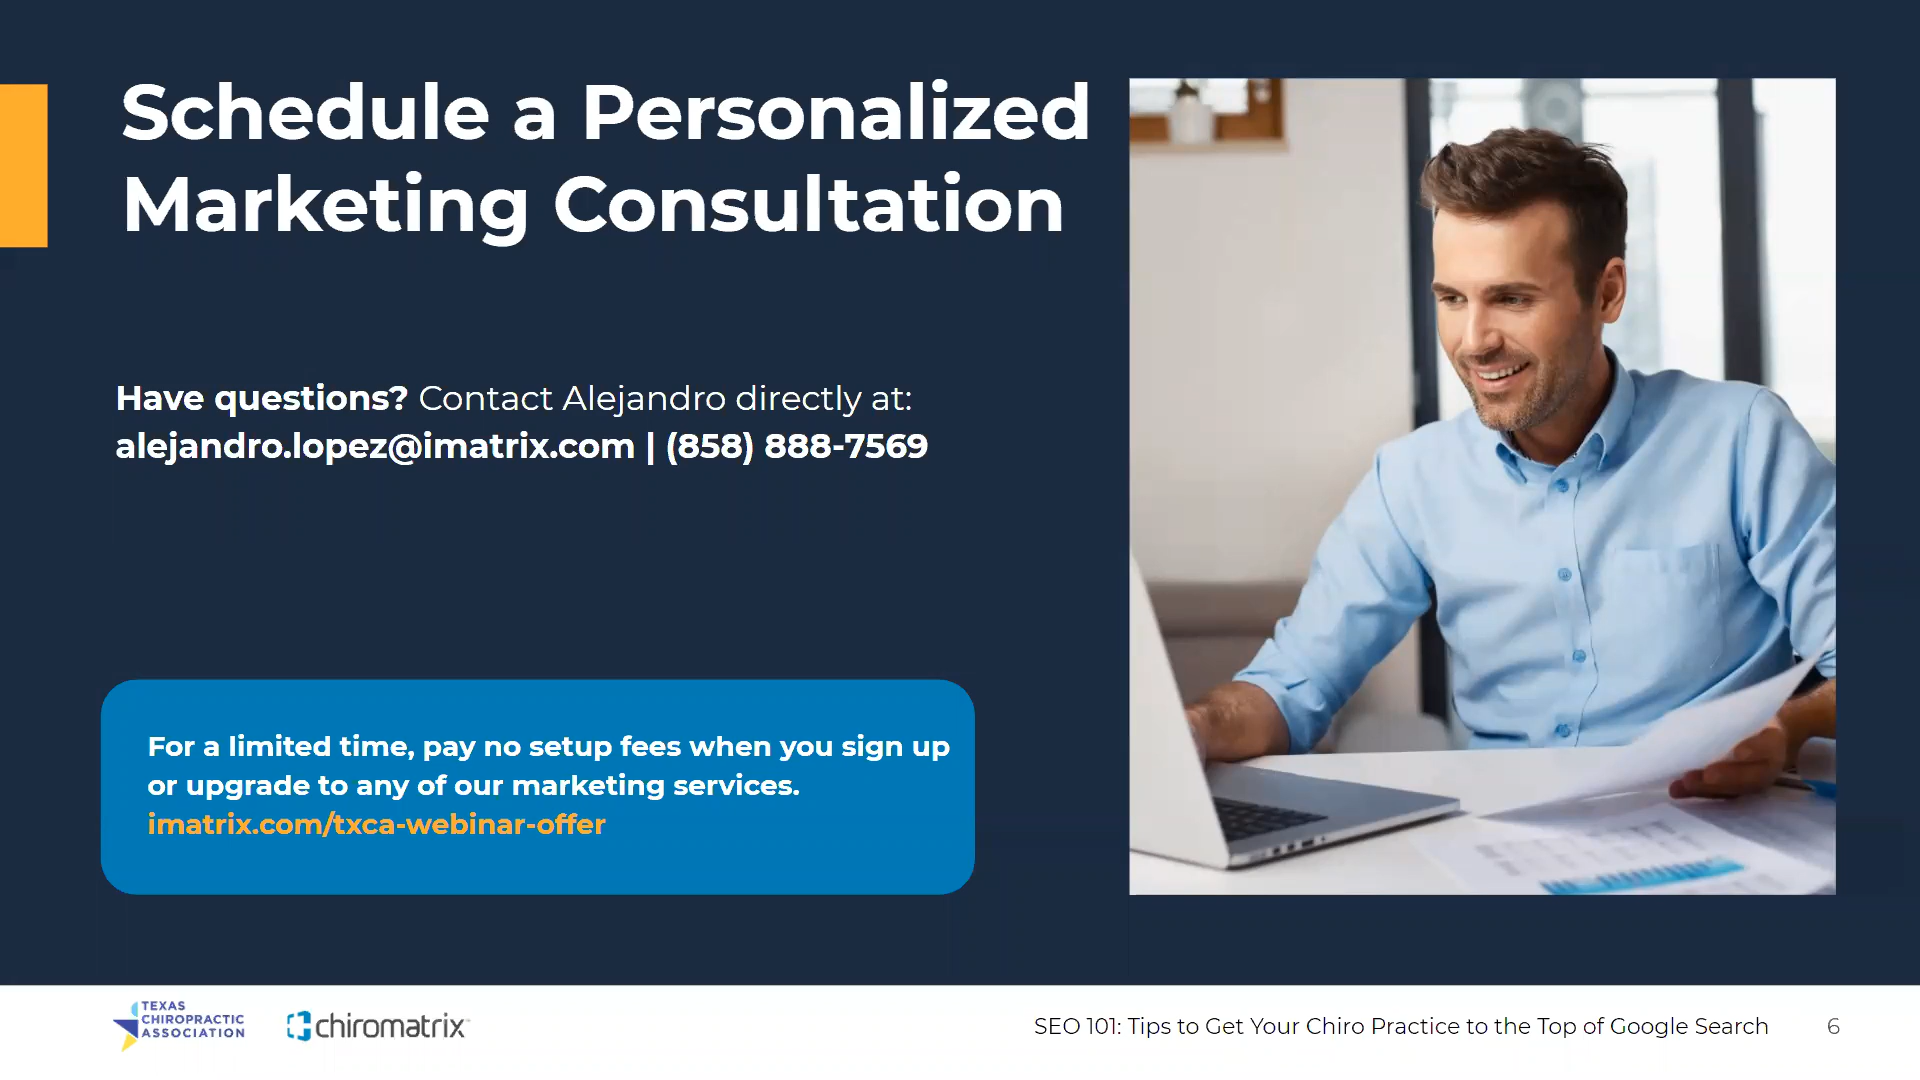 Schedule a Personalized
Marketing Consultation
Have questions? Contact Alejandro directly at:
alejandro.lopez@imatrix.com | (858) 888-7569
For a limited time, pay no setup fees when you sign up
or upgrade to any of our marketing services.
imatrix.com/txca-webinar-offer
TEXAS
CHIROPRACTIC
ASSOCIATION
chiromatrix
SEO 101: Tips to Get Your Chiro Practice to the Top of Google Search
6